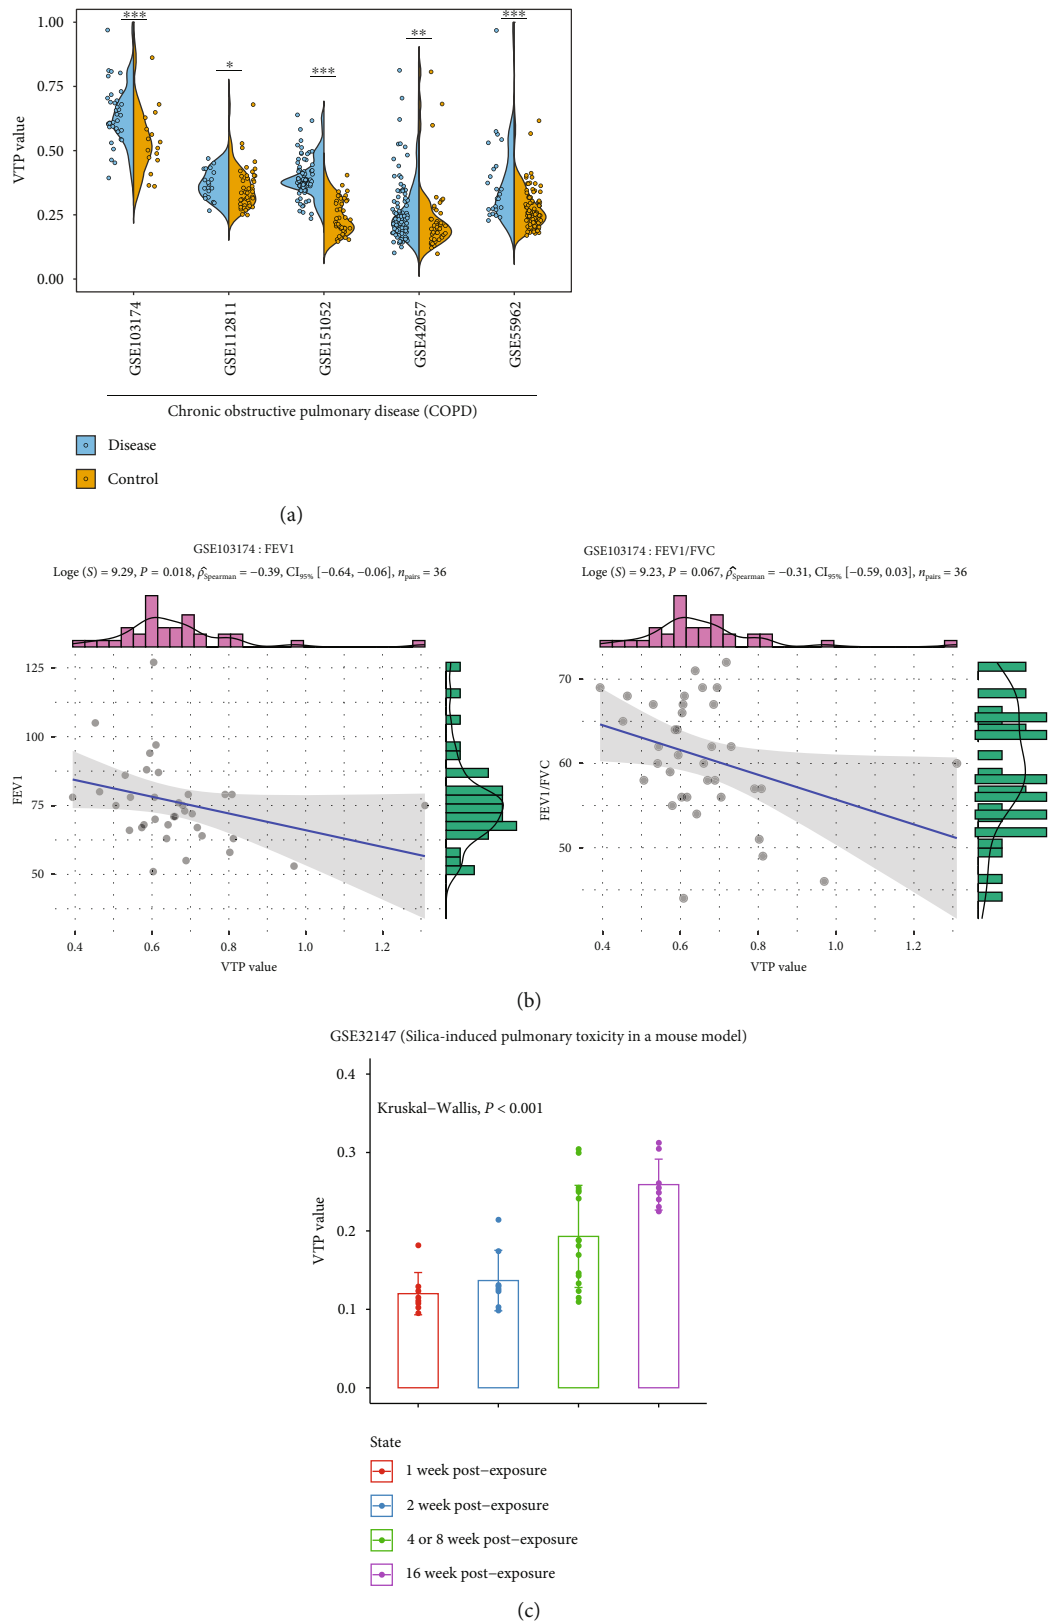 1.00
0.75
0.50
0.25
0.00
VTP value
***
*
***
**
***
GSE103174
GSE112811
GSE151052
GSE42057
GSE55962
Chronic obstructive pulmonary disease (COPD)
Disease
Control
(a)
GSE103174 : FEV1
Loge (S) = 9.29, P = 0.018, ρ̂Spearman = −0.39, CI95% [−0.64, −0.06], npairs = 36
125
100
75
50
FEV1
0.4 0.6 0.8 1.0 1.2
VTP value
GSE103174 : FEV1/FVC
Loge (S) = 9.23, P = 0.067, ρ̂Spearman = −0.31, CI95% [−0.59, 0.03], npairs = 36
70
60
50
FEV1/FVC
0.4 0.6 0.8 1.0 1.2
VTP value
(b)
GSE32147 (Silica-induced pulmonary toxicity in a mouse model)
Kruskal−Wallis, P < 0.001
0.4
0.3
0.2
0.1
0.0
VTP value
State
1 week post−exposure
2 week post−exposure
4 or 8 week post−exposure
16 week post−exposure
(c)